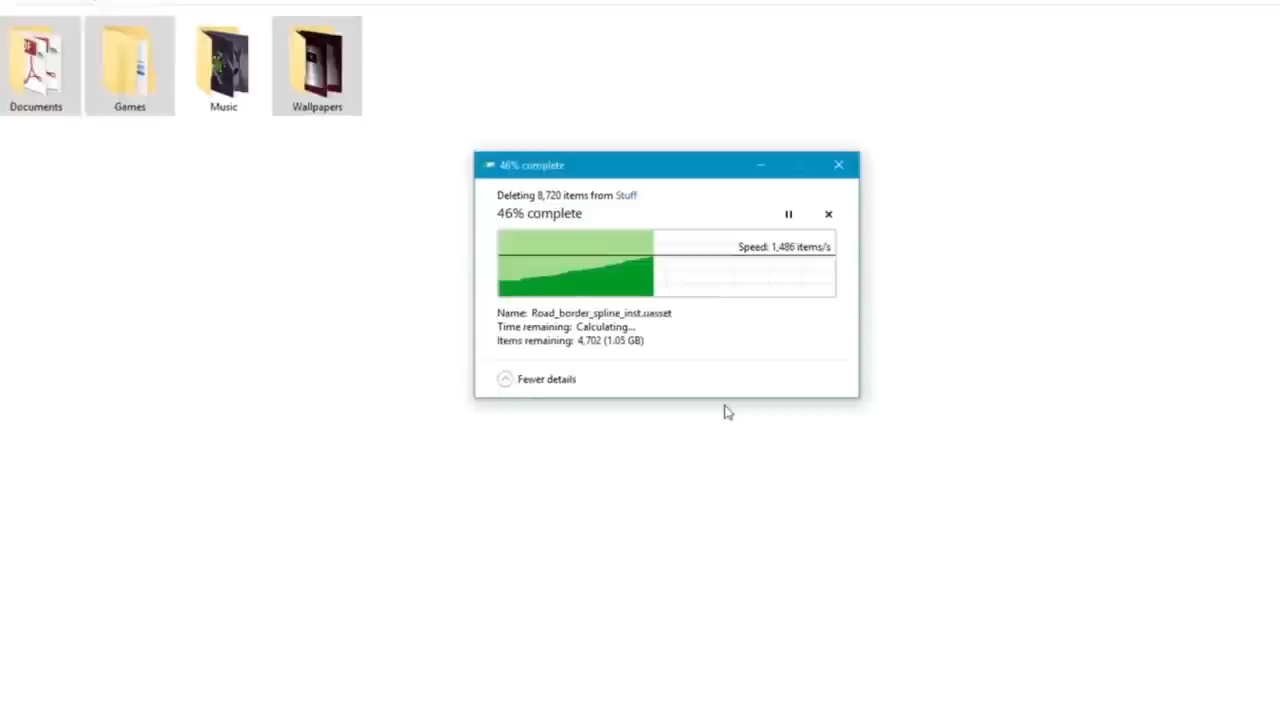 Documents
Games
Music
Wallpapers
46% complete
Deleting 8,720 items from Stuff
46% complete
Speed: 1,486 items/s
Name: Road_border_spline_inst.uasset
Time remaining: Calculating...
Items remaining: 4,702 (1.05 GB)
Fewer details